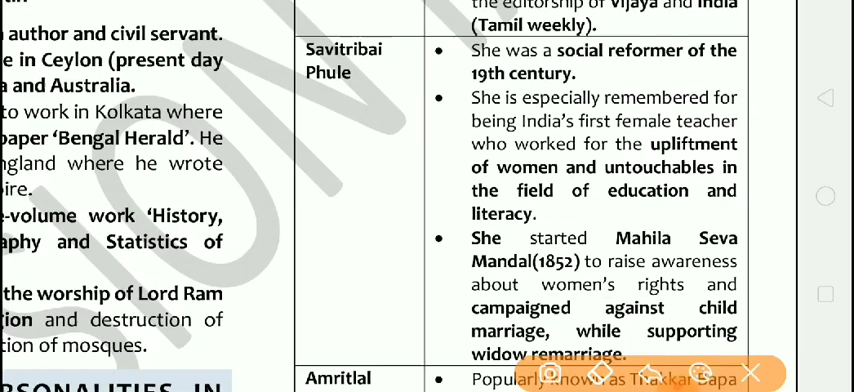 author and civil servant.
e in Ceylon (present day
a and Australia.
to work in Kolkata where
paper ‘Bengal Herald’. He
ngland where he wrote
ire.
e-volume work ‘History,
aphy and Statistics of
the worship of Lord Ram
ion and destruction of
tion of mosques.
RSONALITIES IN
the editorship of Vijaya and India
(Tamil weekly).
Savitribai
Phule
• She was a social reformer of the
19th century.
• She is especially remembered for
being India’s first female teacher
who worked for the upliftment
of women and untouchables in
the field of education and
literacy.
• She started Mahila Seva
Mandal(1852) to raise awareness
about women’s rights and
campaigned against child
marriage, while supporting
widow remarriage.
Amritlal
• Popularly known as Thakkar Bapa
SION